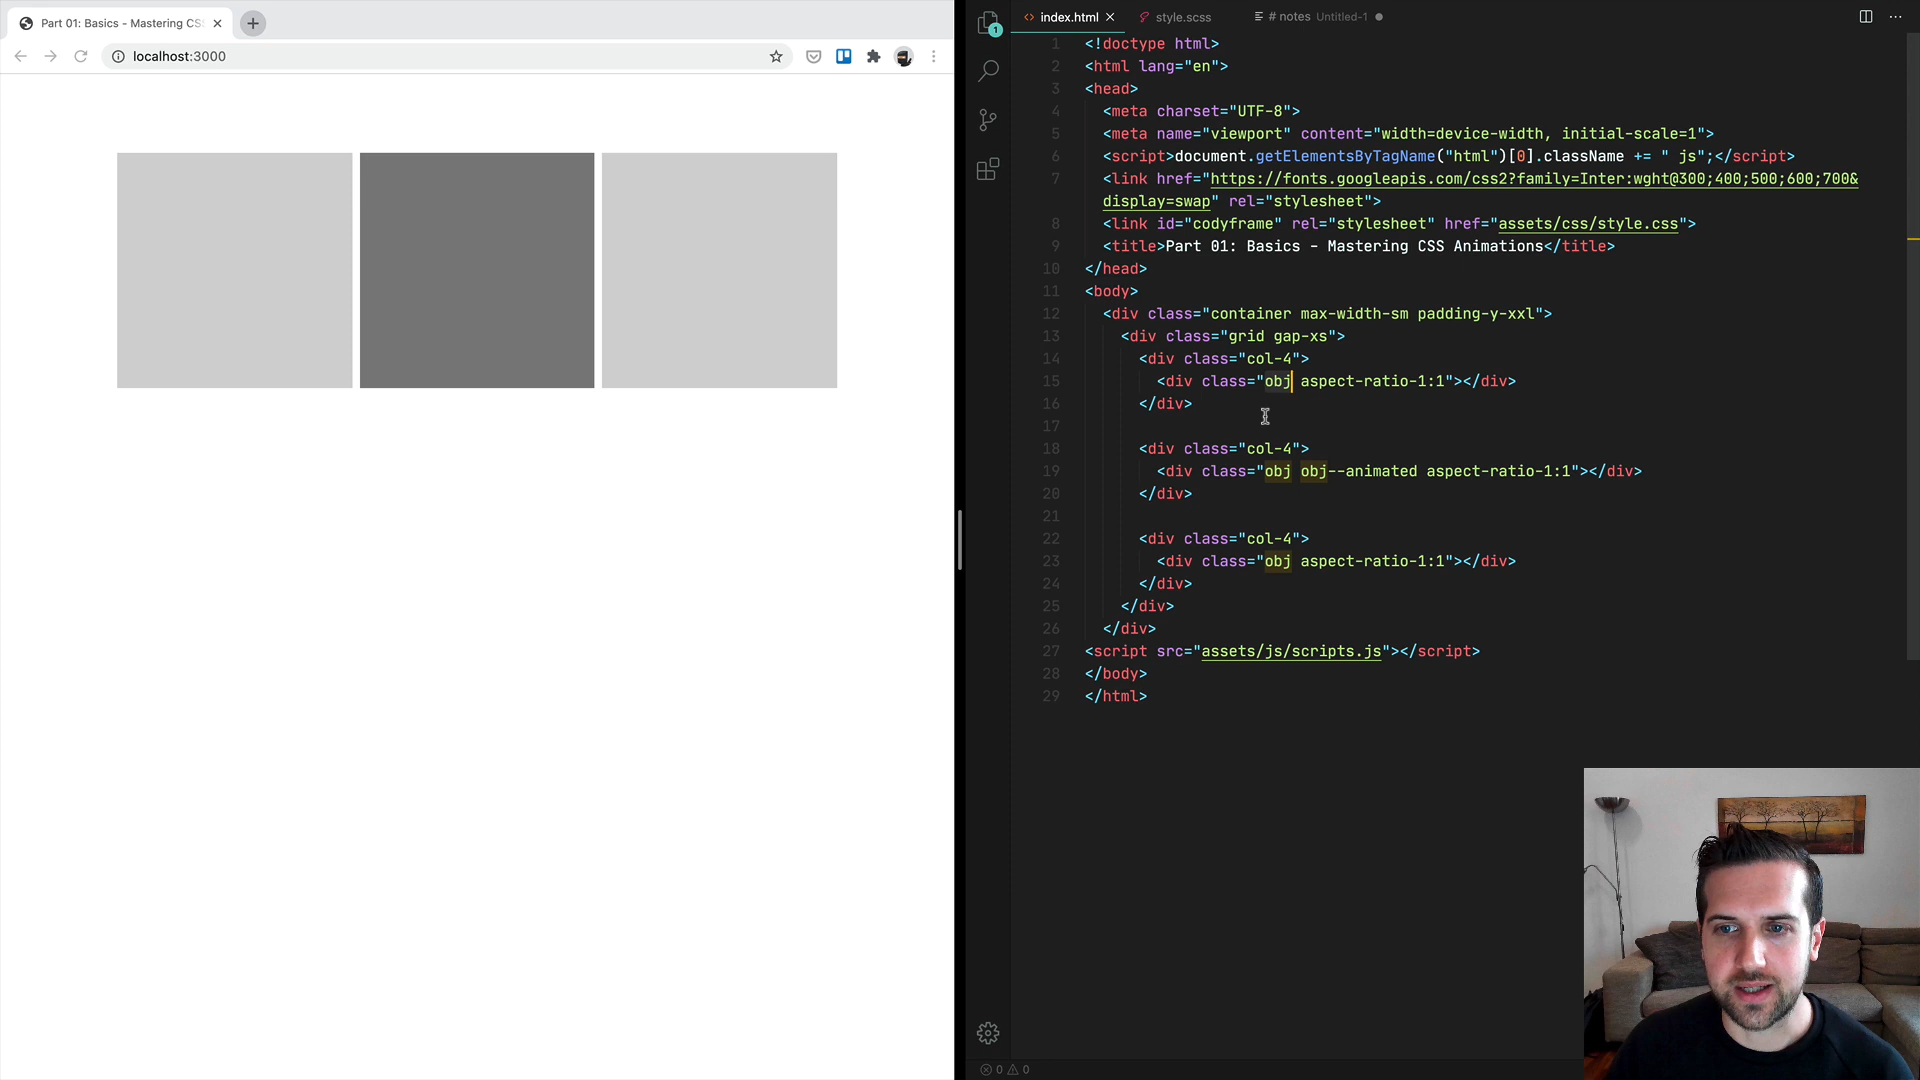 Part 01: Basics - Mastering CS
localhost:3000
1
index.html
style.scss
# notes Untitled-1
1 <!doctype html>
2 <html lang="en">
3 <head>
4 <meta charset="UTF-8">
5 <meta name="viewport" content="width=device-width, initial-scale=1">
6 <script>document.getElementsByTagName("html")[0].className += " js";</script>
7 <link href="https://fonts.googleapis.com/css2?family=Inter:wght@300;400;500;600;700&
display=swap" rel="stylesheet">
8 <link id="codyframe" rel="stylesheet" href="assets/css/style.css">
9 <title>Part 01: Basics - Mastering CSS Animations</title>
10 </head>
11 <body>
12 <div class="container max-width-sm padding-y-xxl">
13 <div class="grid gap-xs">
14 <div class="col-4">
15 <div class="obj aspect-ratio-1:1"></div>
16 </div>
17
18 <div class="col-4">
19 <div class="obj obj--animated aspect-ratio-1:1"></div>
20 </div>
21
22 <div class="col-4">
23 <div class="obj aspect-ratio-1:1"></div>
24 </div>
25 </div>
26 </div>
27 <script src="assets/js/scripts.js"></script>
28 </body>
29 </html>
0 0